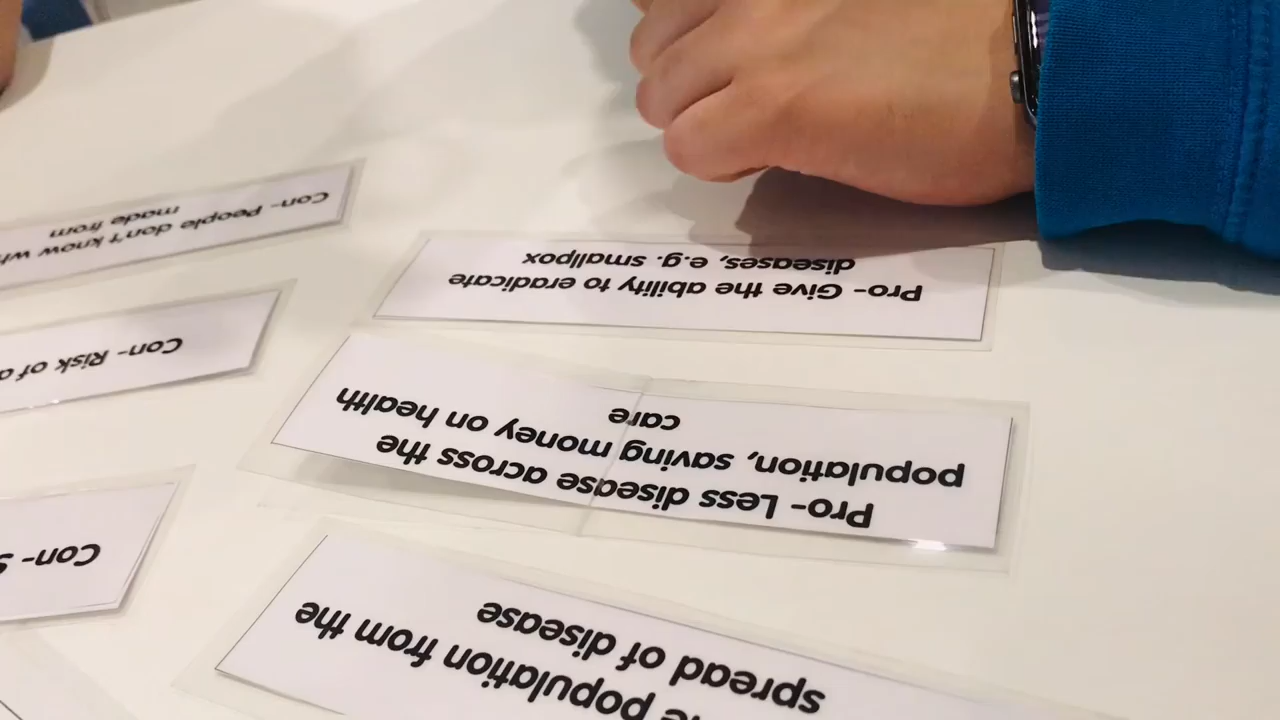 Con- People don't know
made from
Con- Risk of
Con-
Pro- Give the ability to eradicate
diseases, e.g. smallpox
Pro- Less disease across the
population, saving money on health
care
population from the
spread of disease